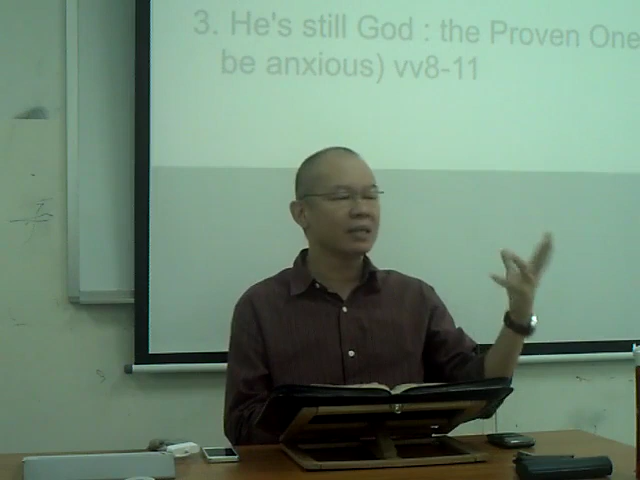 3. He's still God : the Proven One
be anxious) vv8-11